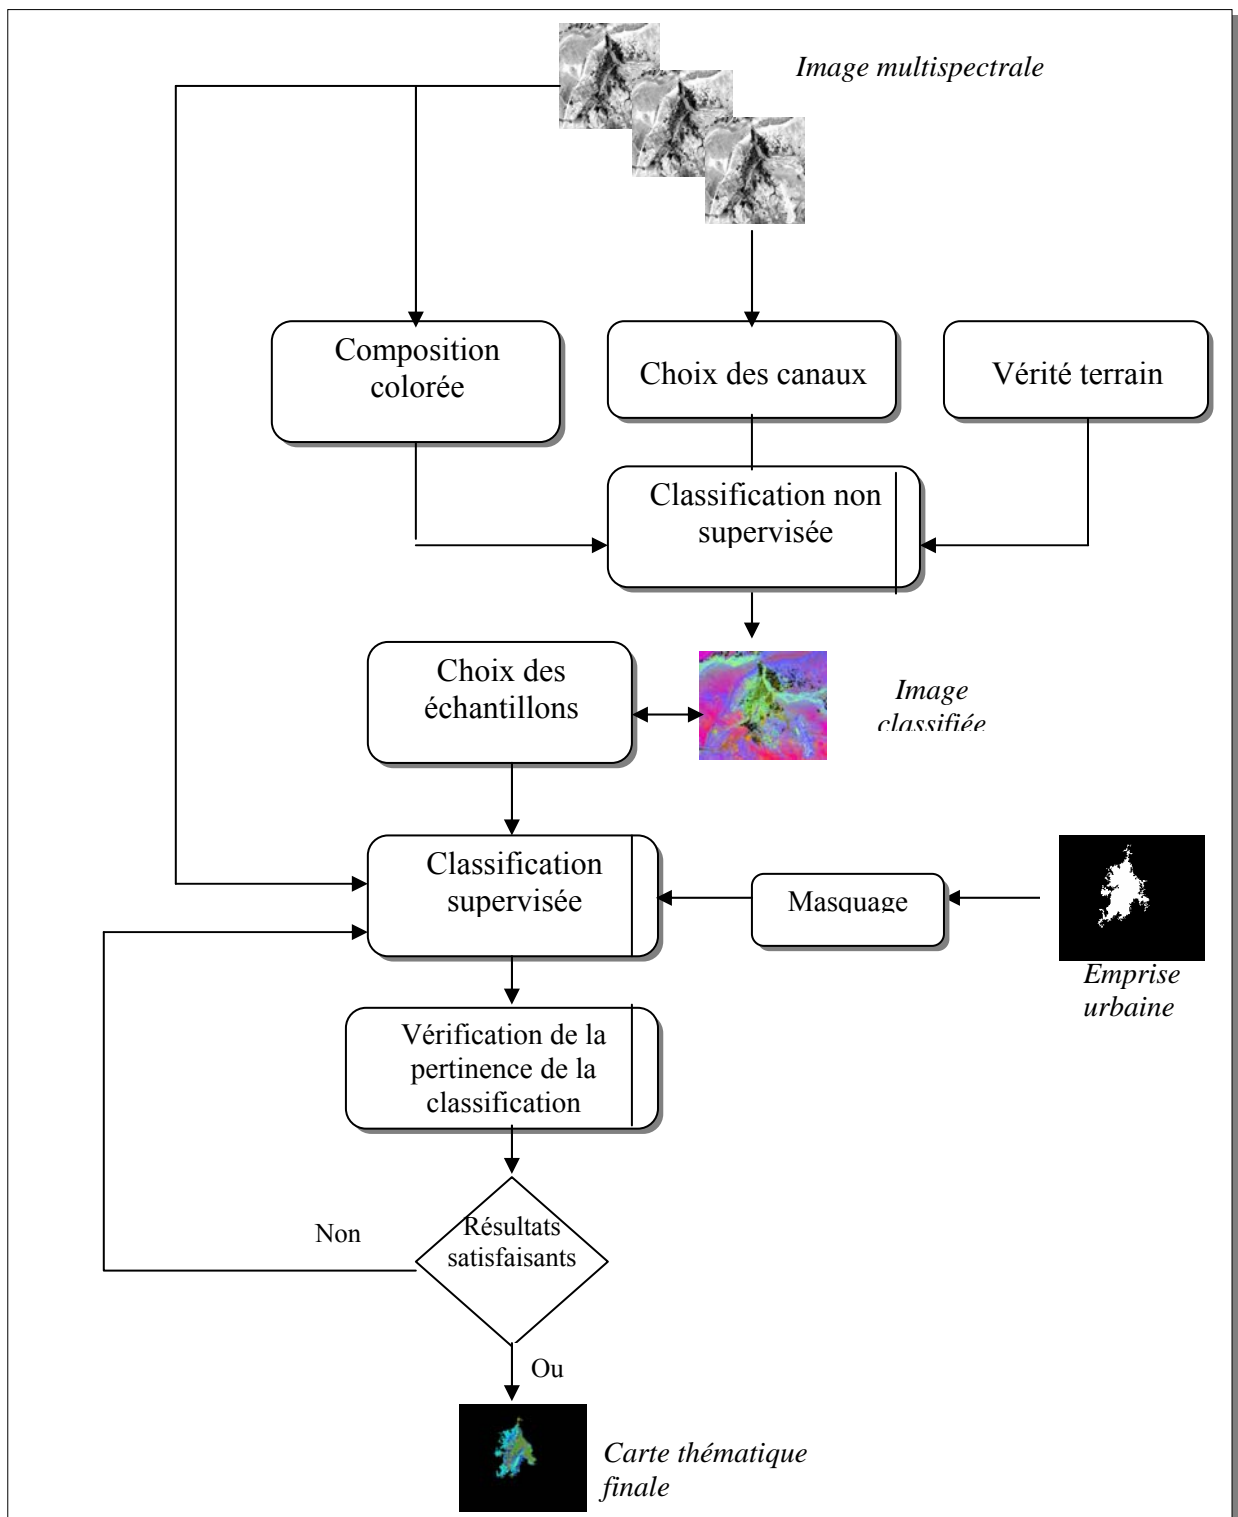 Image multispectrale
Composition
colorée
Choix des canaux
Vérité terrain
Classification non
supervisée
Choix des
échantillons
Image
classifiée
Classification
supervisée
Masquage
Emprise
urbaine
Vérification de la
pertinence de la
classification
Non
Résultats
satisfaisants
Ou
Carte thématique
finale